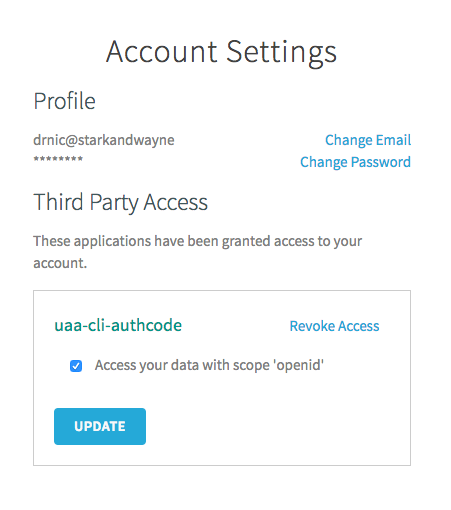 Account Settings
Profile
drnic@starkandwayne
Change Email
********
Change Password
Third Party Access
These applications have been granted access to your
account.
uaa-cli-authcode
Revoke Access
Access your data with scope 'openid'
UPDATE